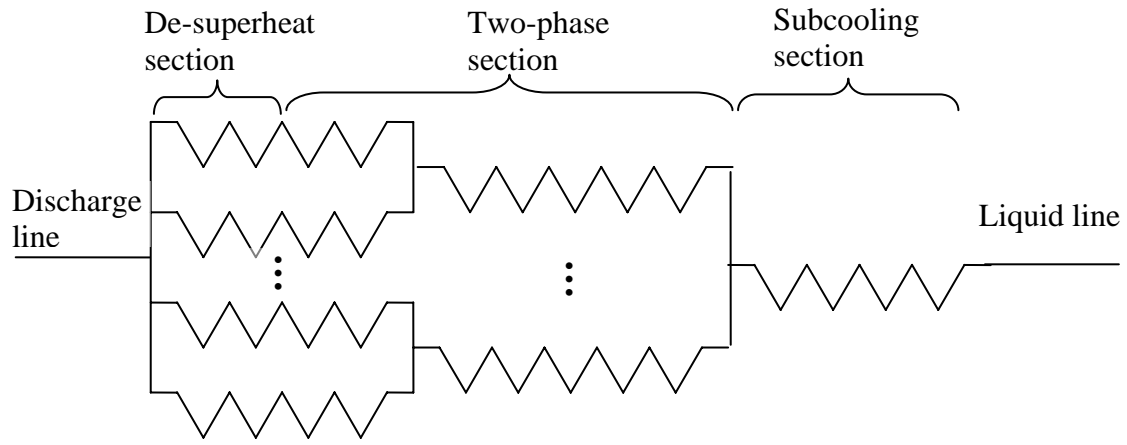 De-superheat
section
Two-phase
section
Subcooling
section
Discharge
line
Liquid line